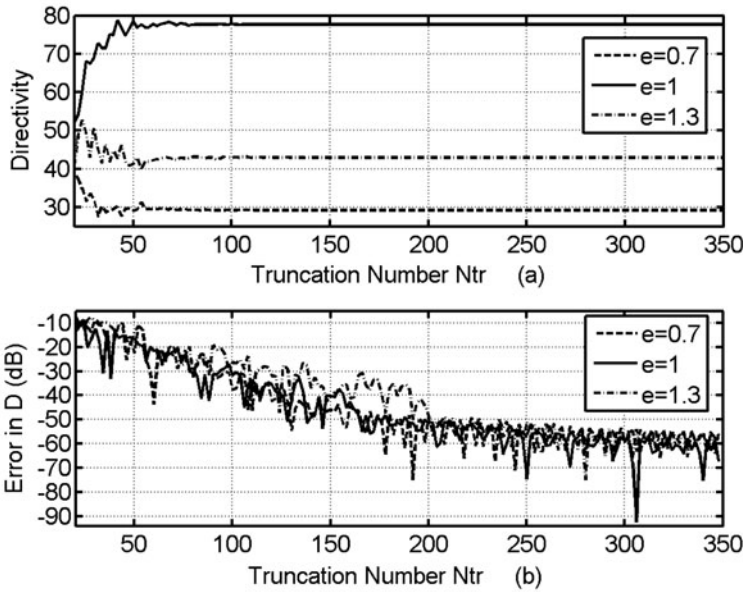 80
70
60
50
40
30
Directivity
e=0.7
e=1
e=1.3
50 100 150 200 250 300 350
Truncation Number Ntr (a)
-10
-20
-30
-40
-50
-60
-70
-80
-90
Error in D (dB)
e=0.7
e=1
e=1.3
50 100 150 200 250 300 350
Truncation Number Ntr (b)